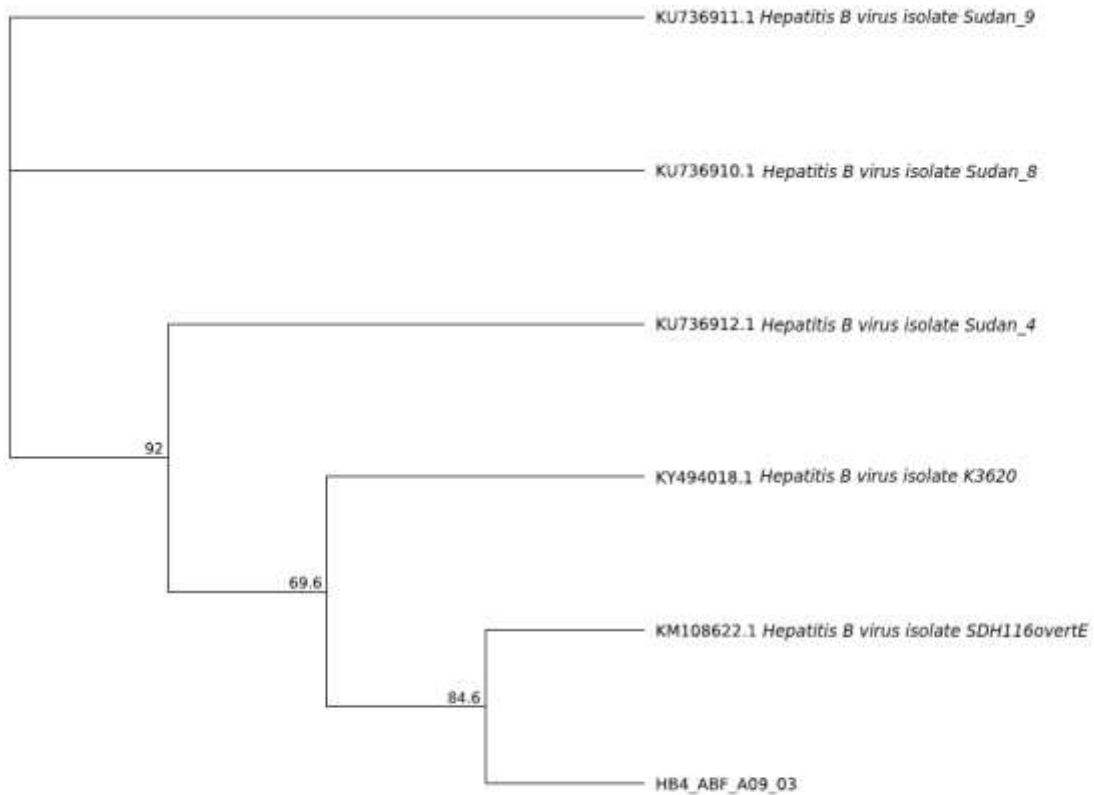 KU736911.1 Hepatitis B virus isolate Sudan_9
KU736910.1 Hepatitis B virus isolate Sudan_8
KU736912.1 Hepatitis B virus isolate Sudan_4
92
KY494018.1 Hepatitis B virus isolate K3620
69.6
KM108622.1 Hepatitis B virus isolate SDH116overtE
84.6
HB4_ABF_A09_03